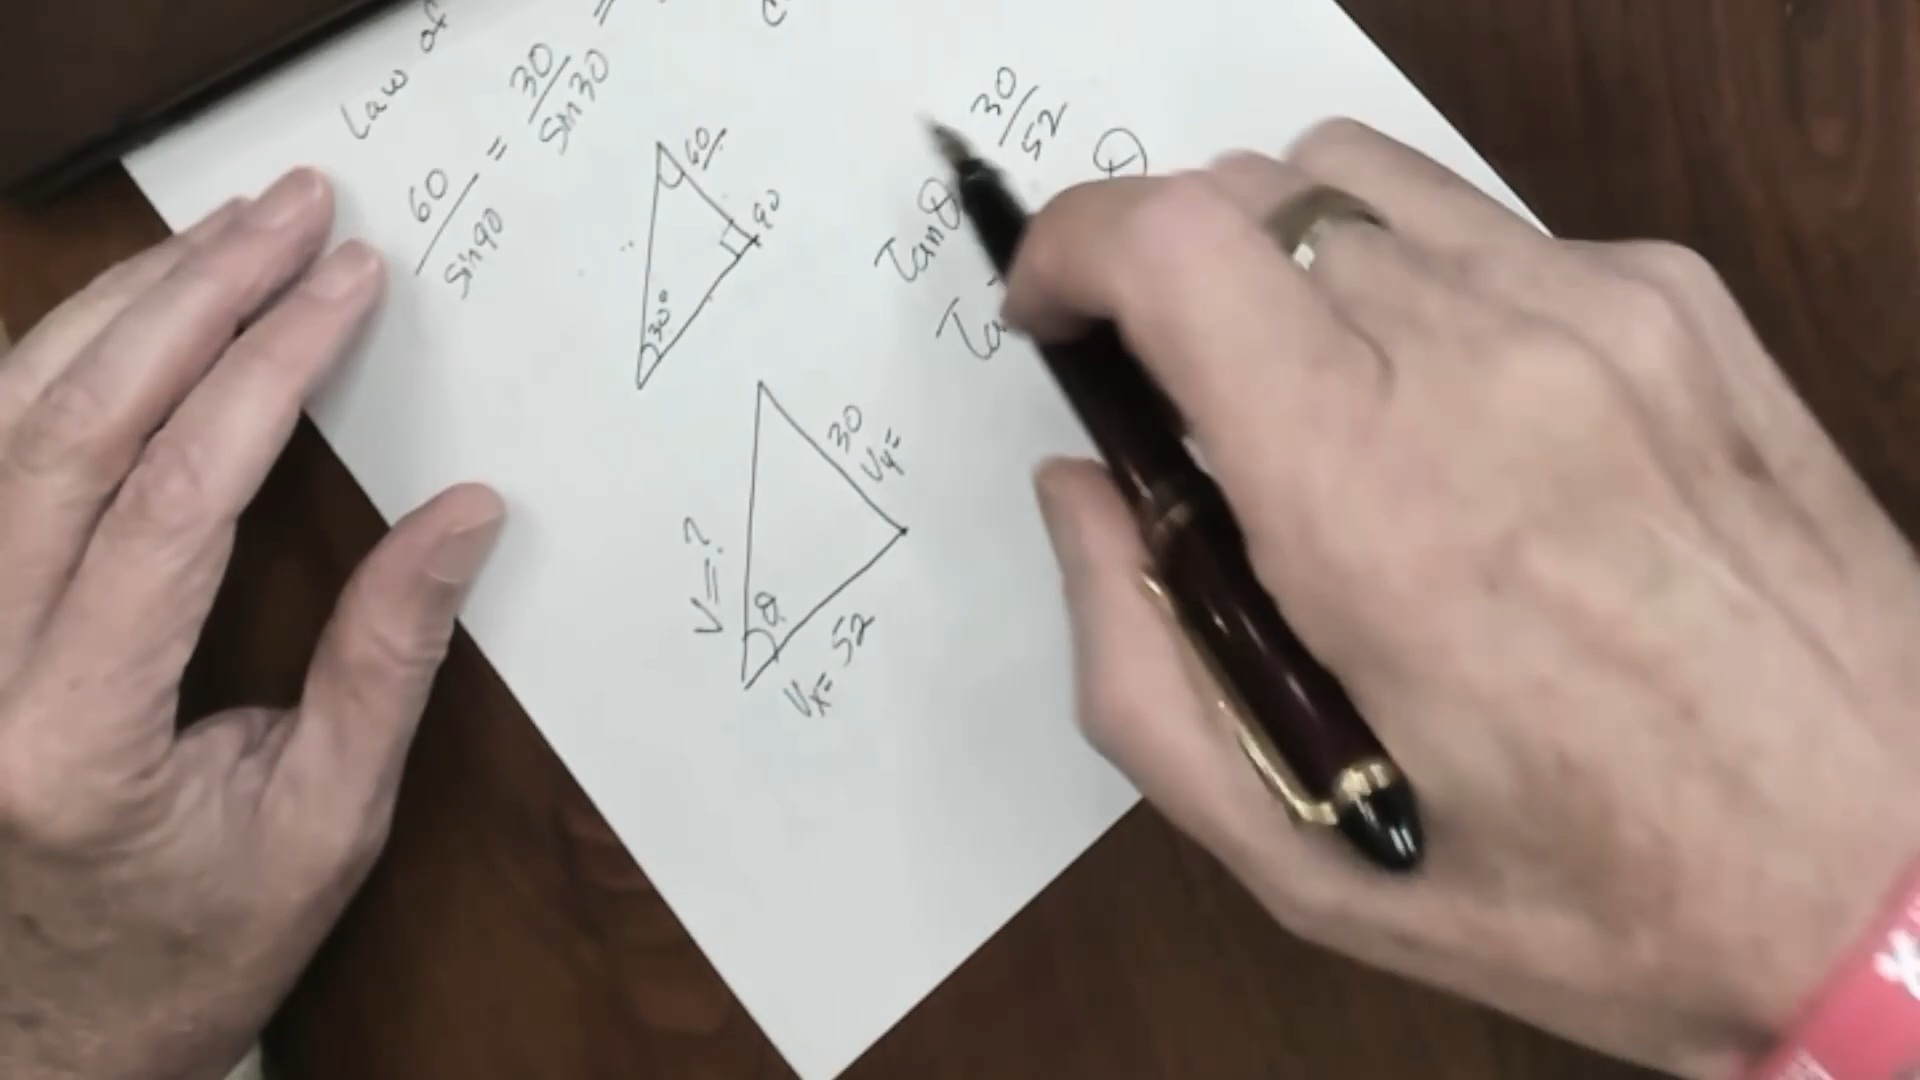 Law of
60/sin90 = 30/sin30 =
60
90
30°
Tanθ 30/52
θ
30
Vy=
V=?
θ
Vx= 52